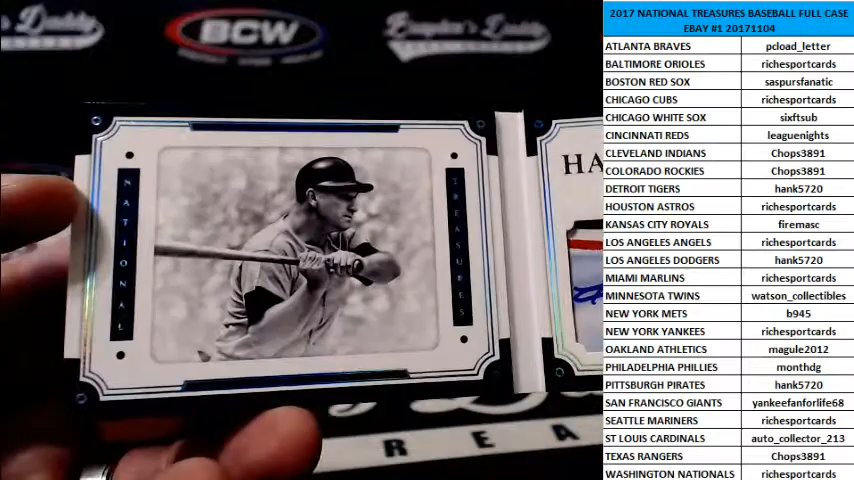 2017 NATIONAL TREASURES BASEBALL FULL CASE
EBAY #1 20171104
ATLANTA BRAVES pcload_letter
BALTIMORE ORIOLES richesportcards
BOSTON RED SOX saspursfanatic
CHICAGO CUBS richesportcards
CHICAGO WHITE SOX sixftsub
CINCINNATI REDS leaguenights
CLEVELAND INDIANS Chops3891
COLORADO ROCKIES Chops3891
DETROIT TIGERS hank5720
HOUSTON ASTROS richesportcards
KANSAS CITY ROYALS firemasc
LOS ANGELES ANGELS richesportcards
LOS ANGELES DODGERS hank5720
MIAMI MARLINS richesportcards
MINNESOTA TWINS watson_collectibles
NEW YORK METS b945
NEW YORK YANKEES richesportcards
OAKLAND ATHLETICS magule2012
PHILADELPHIA PHILLIES monthdg
PITTSBURGH PIRATES hank5720
SAN FRANCISCO GIANTS yankeefanforlife68
SEATTLE MARINERS richesportcards
ST LOUIS CARDINALS auto_collector_213
TEXAS RANGERS Chops3891
WASHINGTON NATIONALS richesportcards
BCW
Daddy
NATIONAL
TREASURES
HA
REA